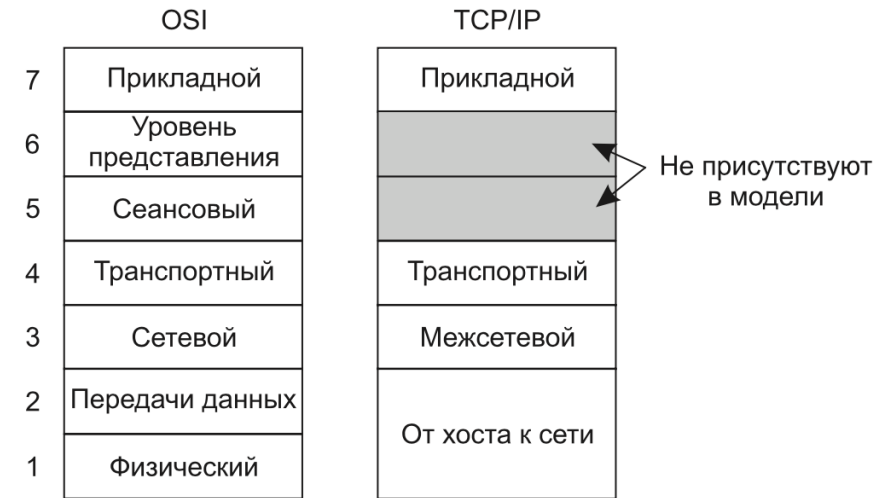 OSI TCP/IP
7 Прикладной Прикладной
6 Уровень
представления
Не присутствуют
в модели
5 Сеансовый
4 Транспортный Транспортный
3 Сетевой Межсетевой
2 Передачи данных
От хоста к сети
1 Физический